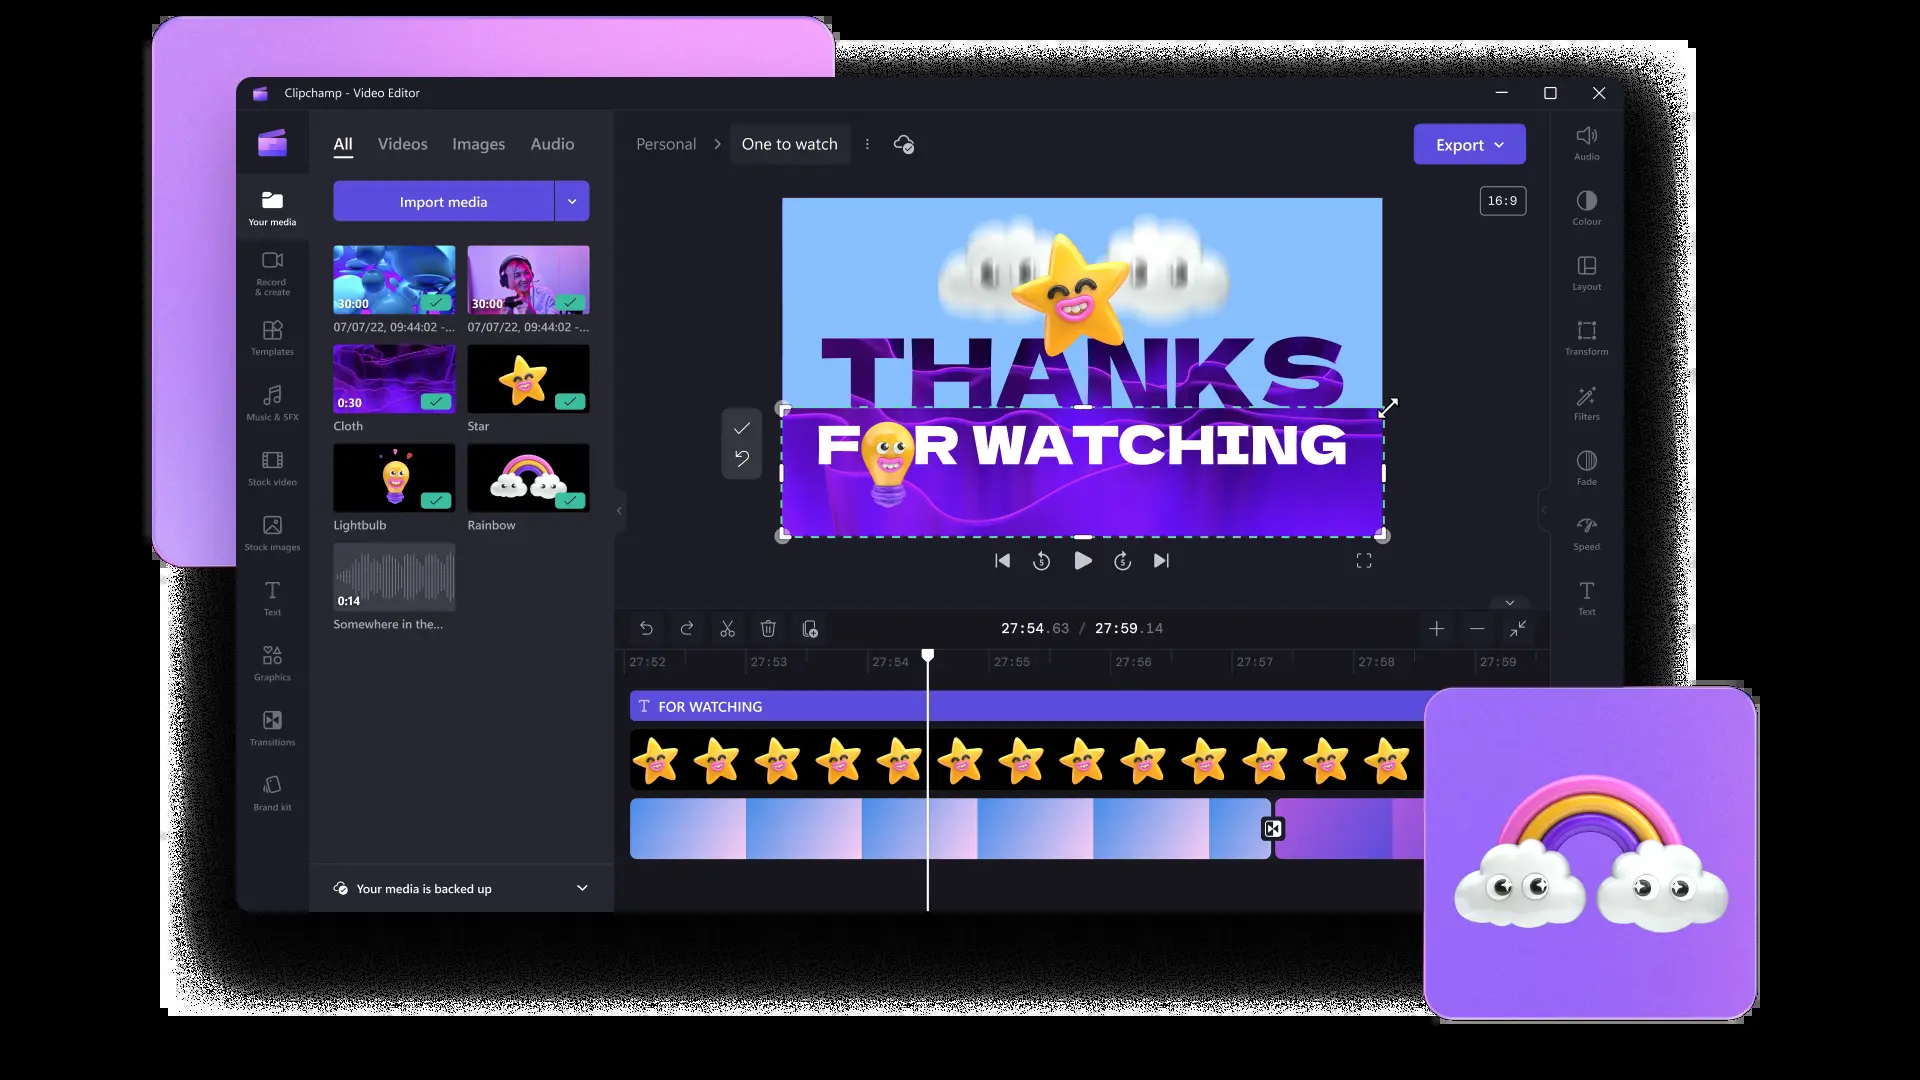 Clipchamp - Video Editor
All Videos Images Audio
Import media
Your media
Record
& create
Templates
Music & SFX
Stock video
Stock images
Text
Graphics
Transitions
Brand kit
30:00
07/07/22, 09:44:02 -...
30:00
07/07/22, 09:44:02 -...
0:30
Cloth
Star
Lightbulb
Rainbow
0:14
Somewhere in the...
Your media is backed up
Personal > One to watch
Export
16:9
THANKS
FOR WATCHING
5
5
27:54.63 / 27:59.14
27:52 27:53 27:54 27:55 27:56 27:57 27:58 27:59
T FOR WATCHING
Audio
Colour
Layout
Transform
Filters
Fade
Speed
Text